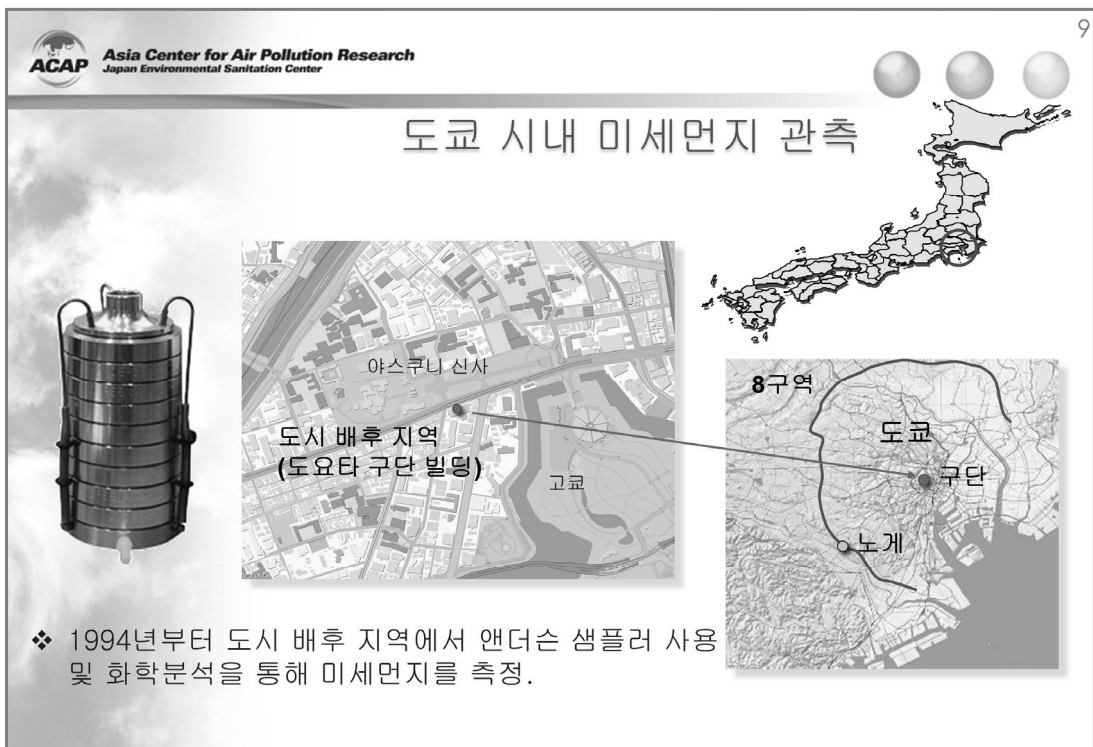 9
ACAP
Asia Center for Air Pollution Research
Japan Environmental Sanitation Center
도쿄 시내 미세먼지 관측
야스쿠니 신사
도시 배후 지역
(도요타 구단 빌딩)
고쿄
8구역
도쿄
구단
노게
❖ 1994년부터 도시 배후 지역에서 앤더슨 샘플러 사용
및 화학분석을 통해 미세먼지를 측정.